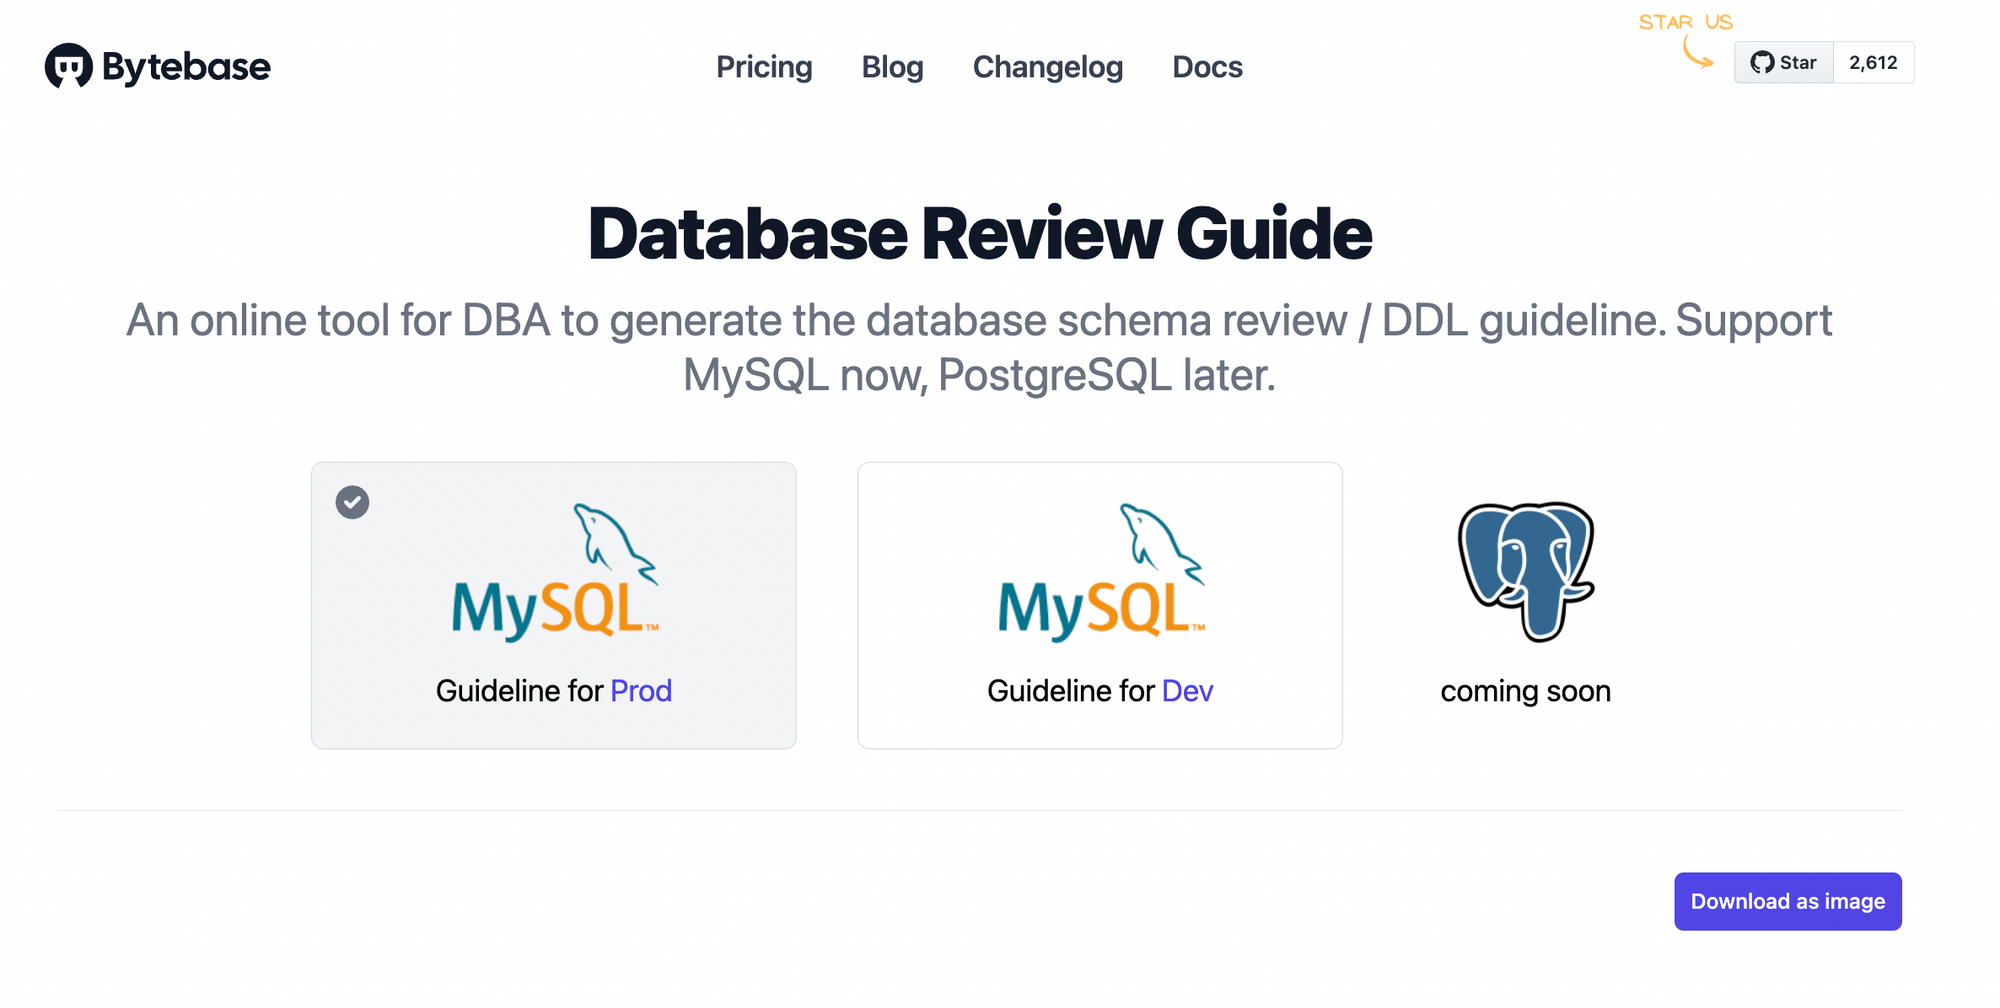 STAR US
Bytebase
Pricing Blog Changelog Docs
Star 2,612
Database Review Guide
An online tool for DBA to generate the database schema review / DDL guideline. Support
MySQL now, PostgreSQL later.
MySQL™
Guideline for Prod
MySQL™
Guideline for Dev
coming soon
Download as image